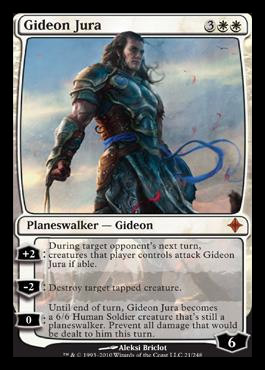 Gideon Jura 3
Planeswalker — Gideon
+2: During target opponent's next turn,
creatures that player controls attack Gideon
Jura if able.
-2: Destroy target tapped creature.
0: Until end of turn, Gideon Jura becomes
a 6/6 Human Soldier creature that's still a
planeswalker. Prevent all damage that would
be dealt to him this turn.
6
Aleksi Briclot
™ & © 1993–2010 Wizards of the Coast LLC 21/248